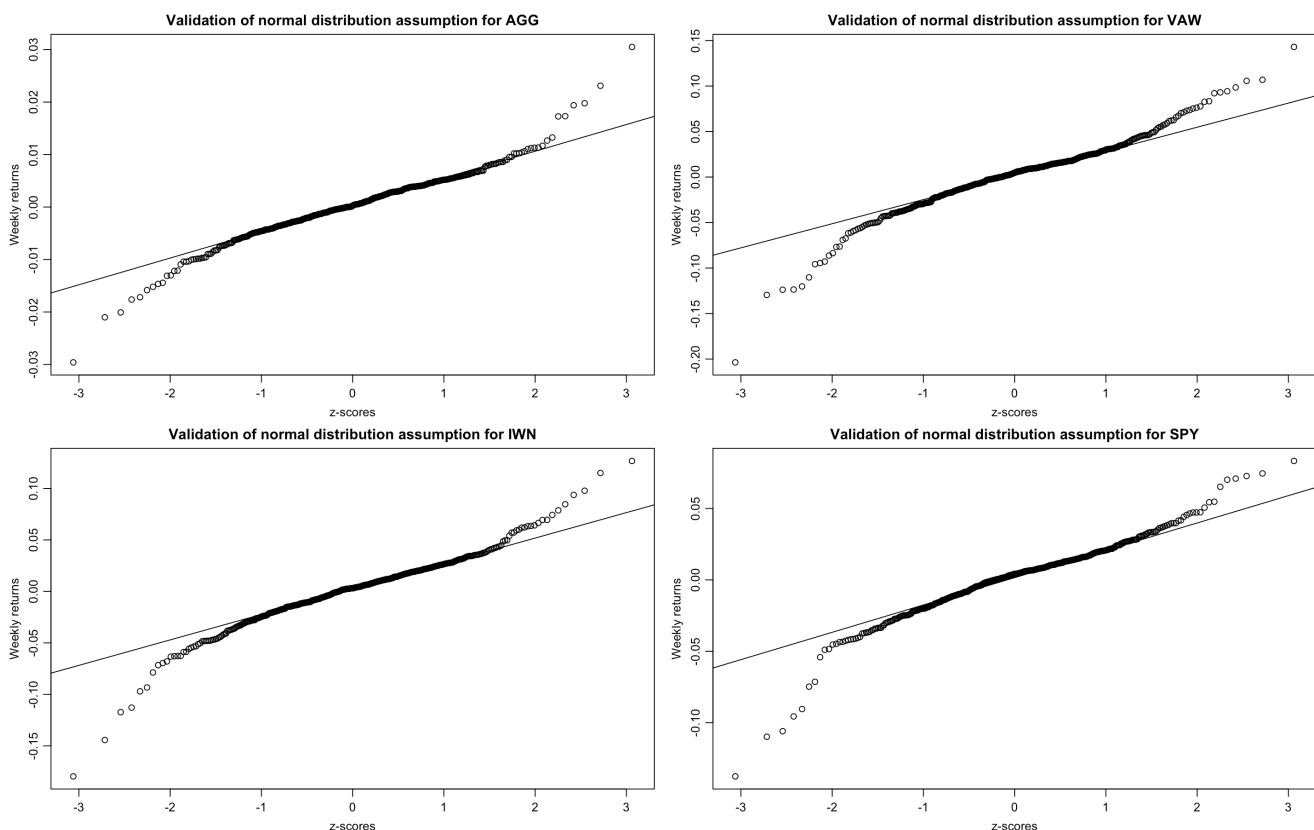 Validation of normal distribution assumption for AGG
Weekly returns
0.03
0.02
0.01
0.00
-0.01
-0.02
-0.03
-3 -2 -1 0 1 2 3
z-scores
Validation of normal distribution assumption for VAW
Weekly returns
0.15
0.10
0.05
0.00
-0.05
-0.10
-0.15
-0.20
-3 -2 -1 0 1 2 3
z-scores
Validation of normal distribution assumption for IWN
Weekly returns
0.10
0.05
0.00
-0.05
-0.10
-0.15
-3 -2 -1 0 1 2 3
z-scores
Validation of normal distribution assumption for SPY
Weekly returns
0.05
0.00
-0.05
-0.10
-3 -2 -1 0 1 2 3
z-scores